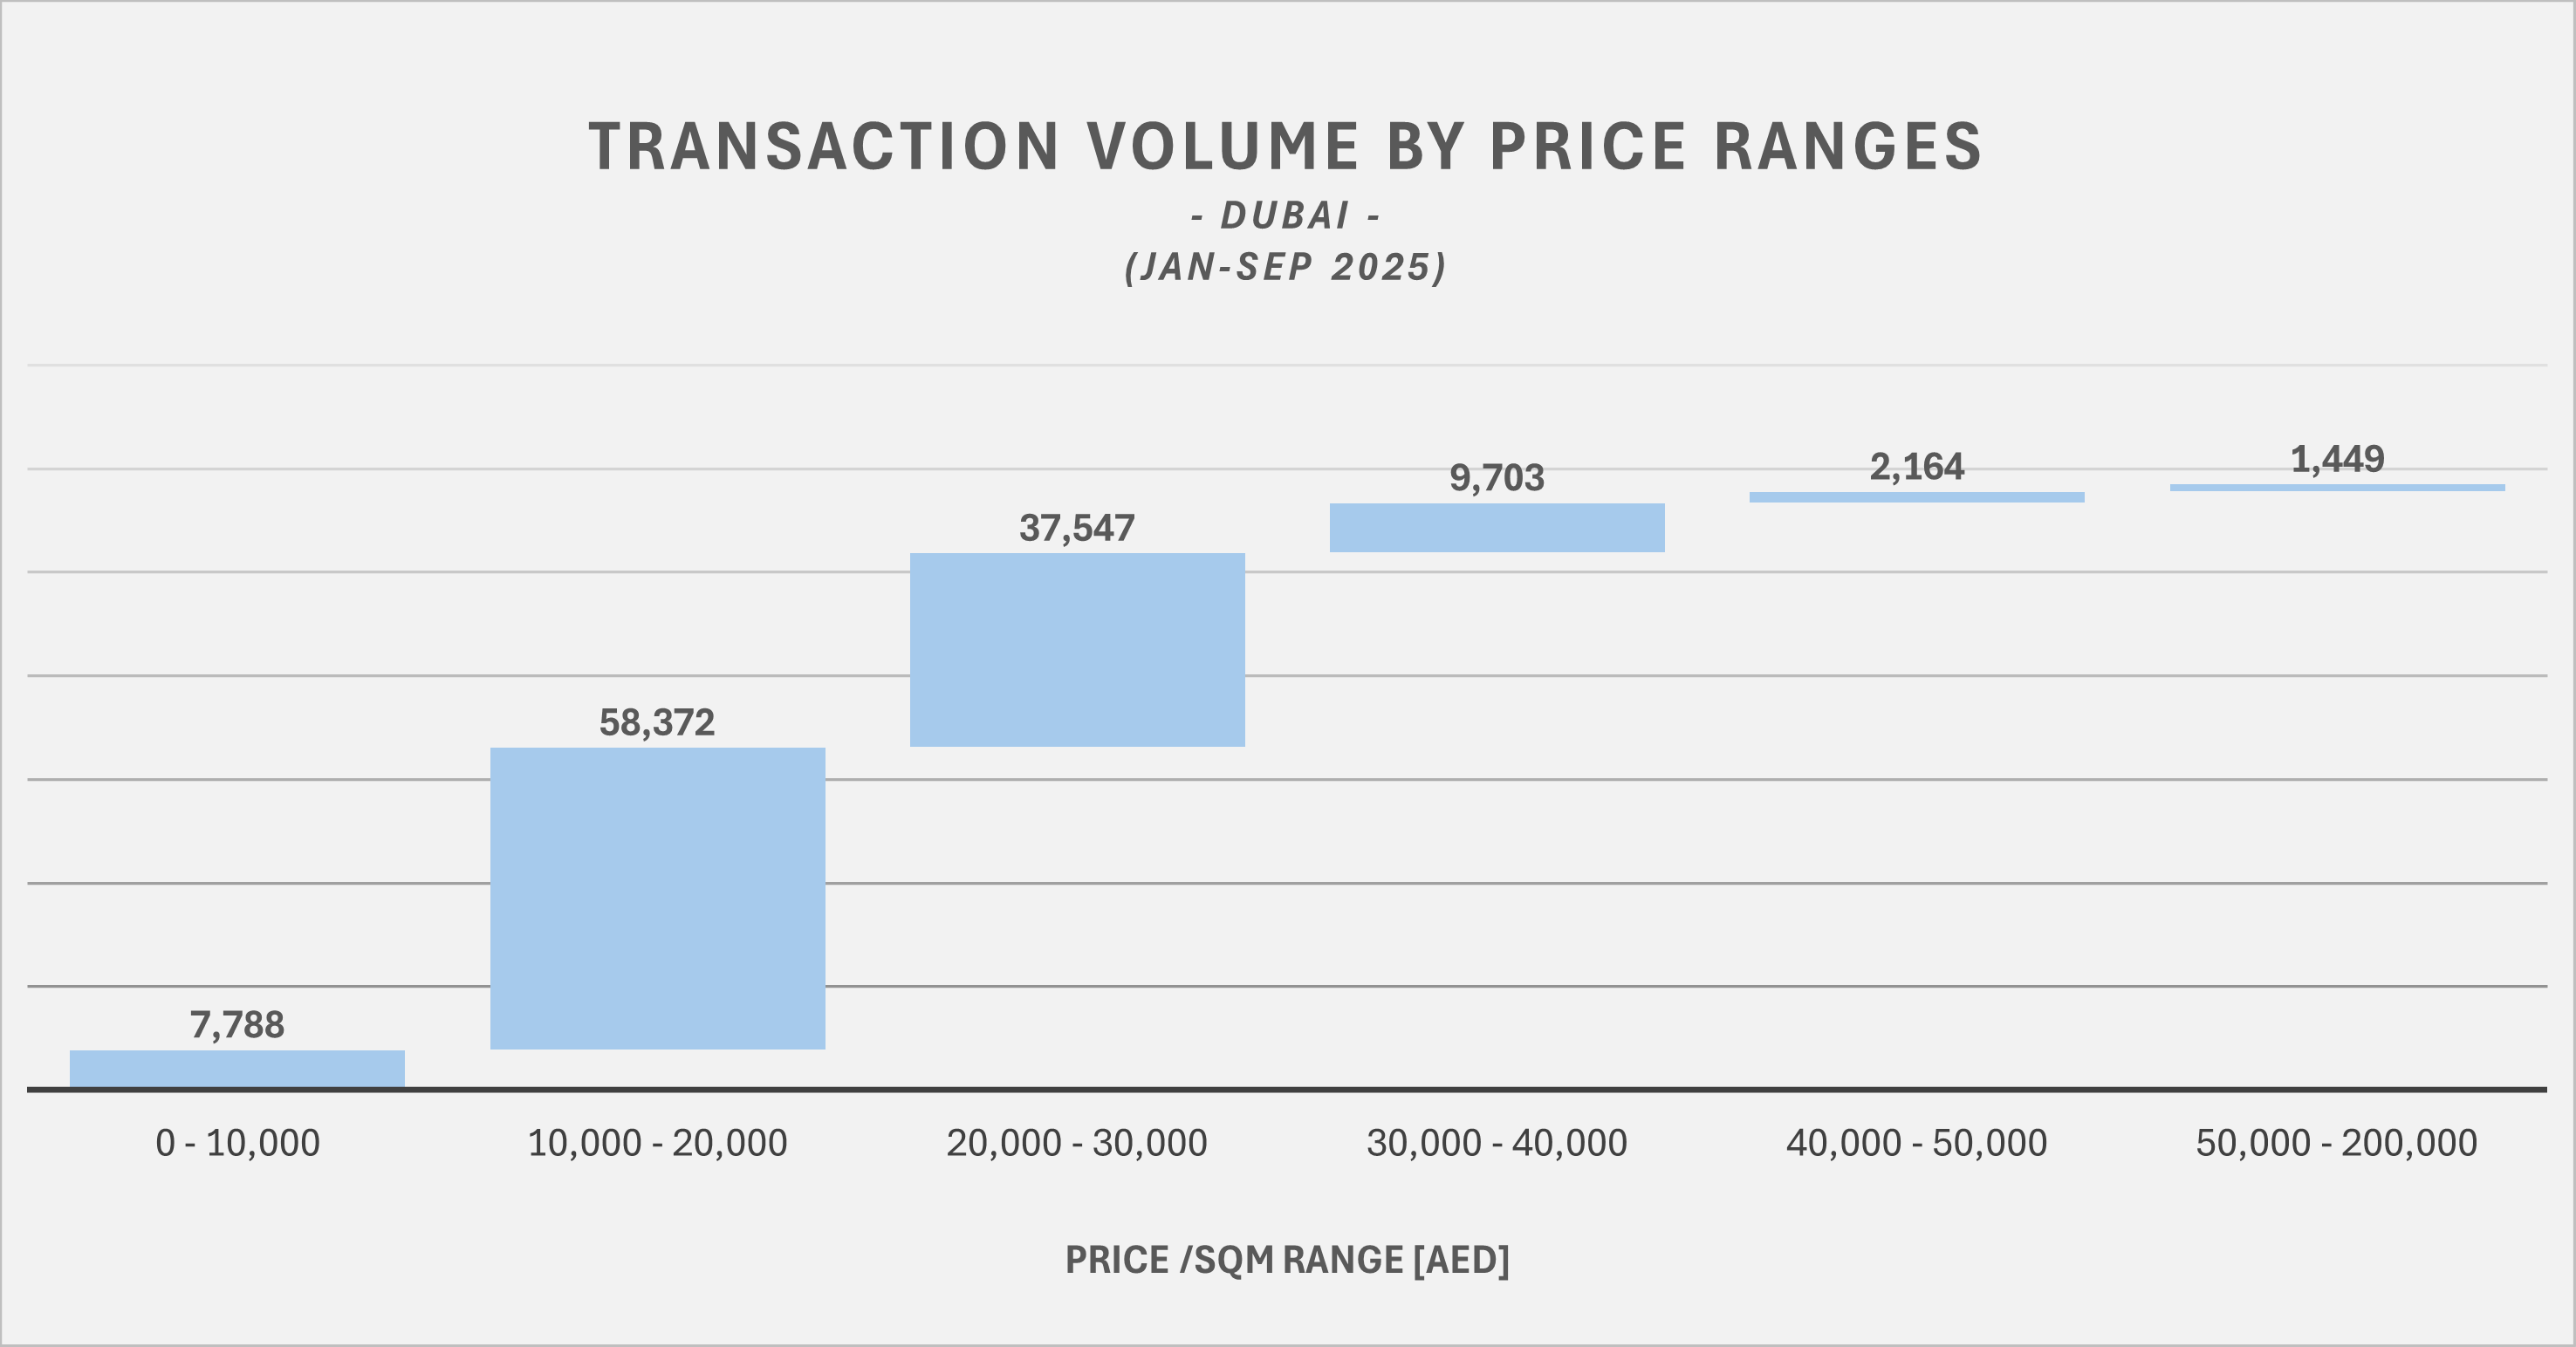 TRANSACTION VOLUME BY PRICE RANGES
- DUBAI -
(JAN-SEP 2025)
7,788
58,372
37,547
9,703
2,164
1,449
0 - 10,000
10,000 - 20,000
20,000 - 30,000
30,000 - 40,000
40,000 - 50,000
50,000 - 200,000
PRICE /SQM RANGE [AED]